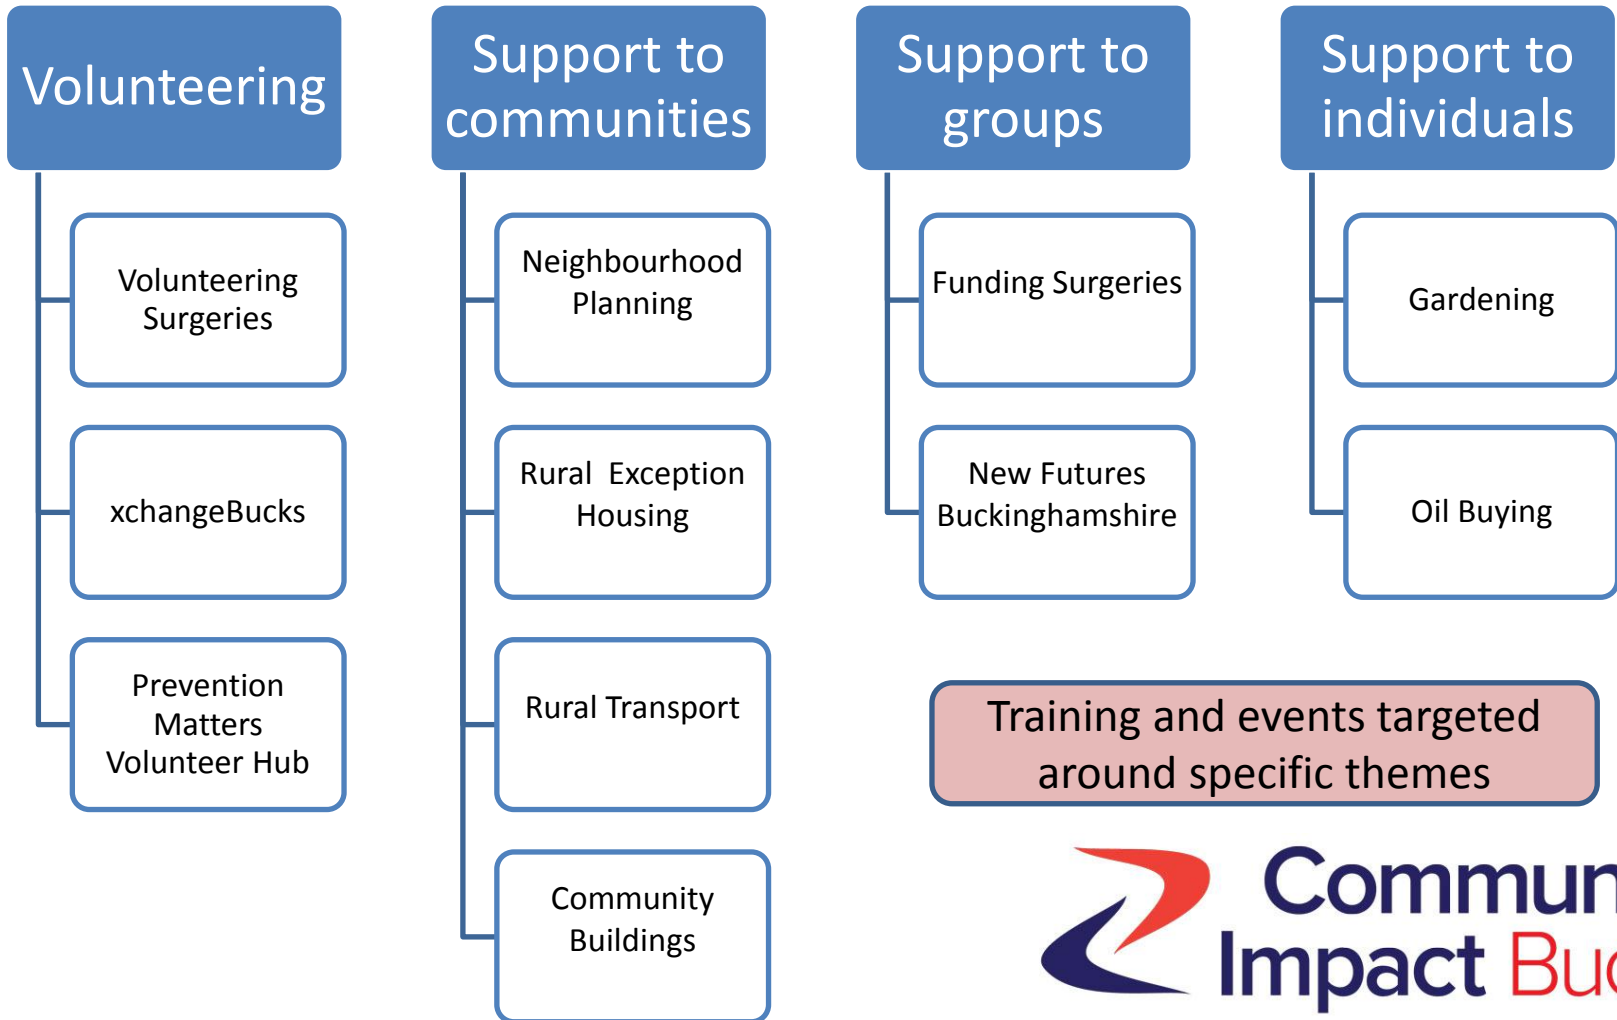 Volunteering
Volunteering
Surgeries
xchangeBucks
Prevention
Matters
Volunteer Hub
Support to
communities
Neighbourhood
Planning
Rural Exception
Housing
Rural Transport
Community
Buildings
Support to
groups
Funding Surgeries
New Futures
Buckinghamshire
Support to
individuals
Gardening
Oil Buying
Training and events targeted
around specific themes
Commun
Impact Buc